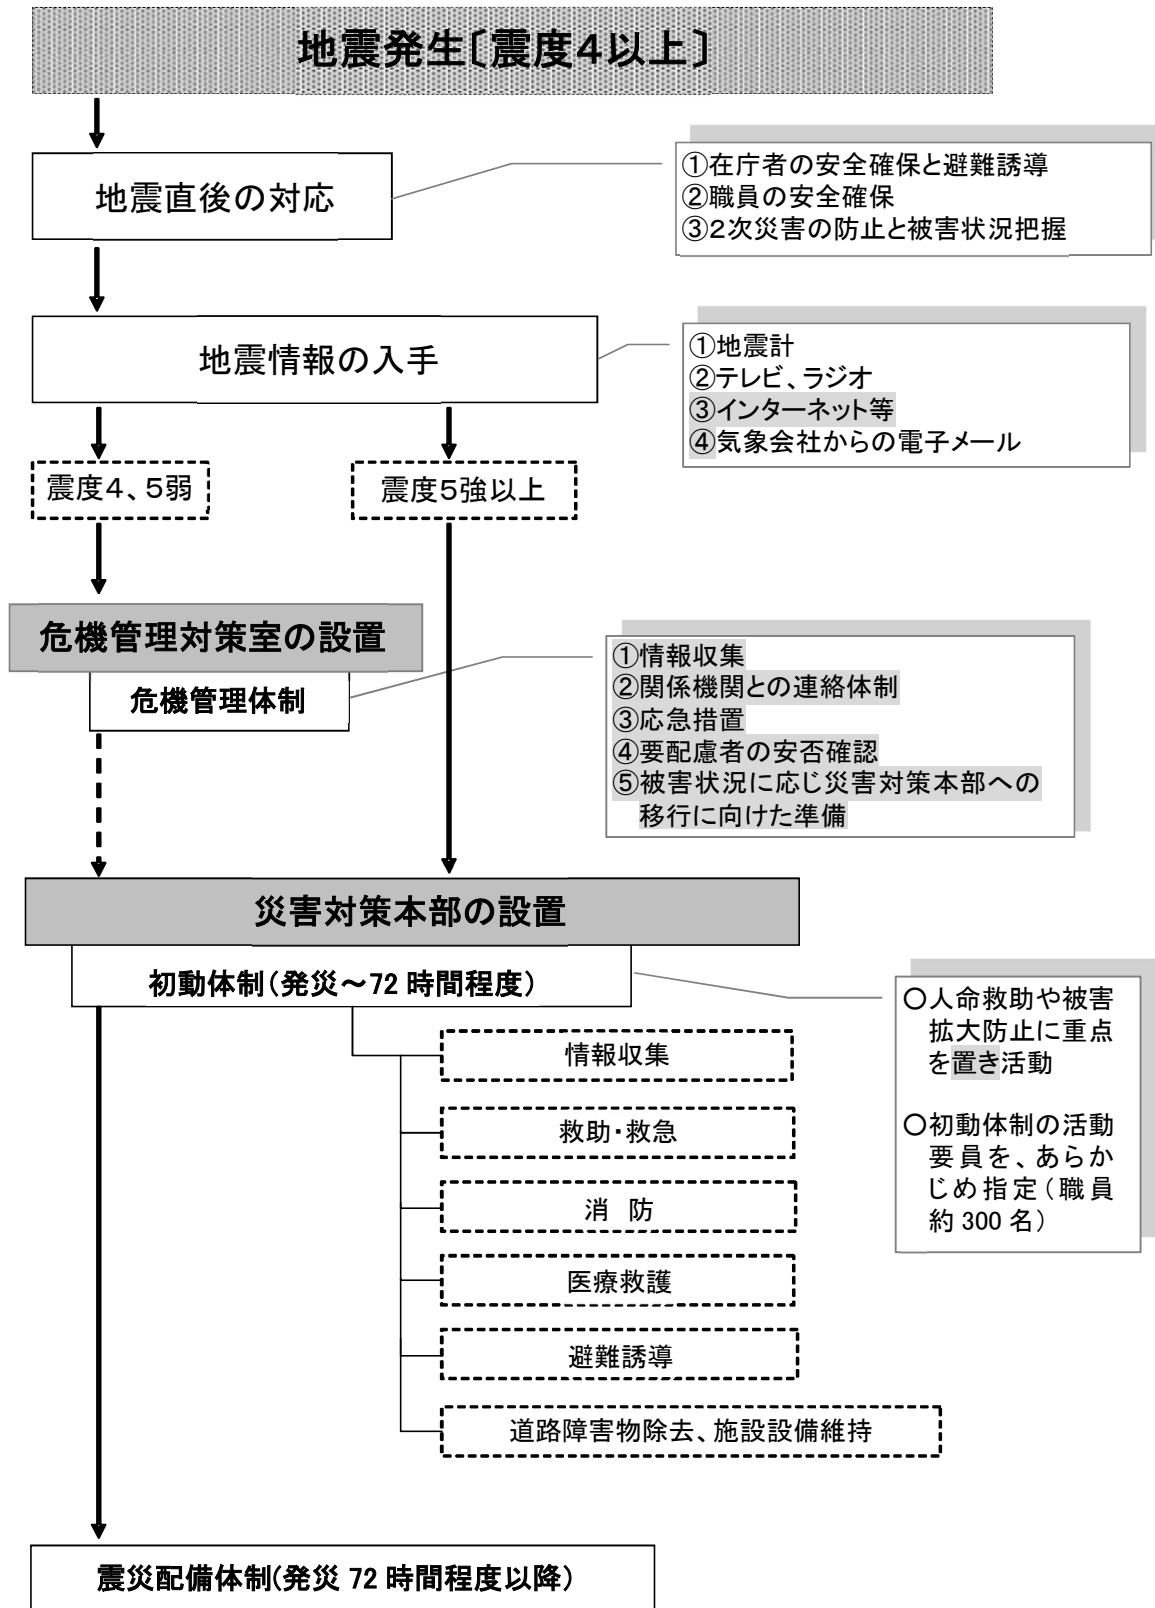 地震発生〔震度4以上〕
地震直後の対応
①在庁者の安全確保と避難誘導
②職員の安全確保
③2次災害の防止と被害状況把握
地震情報の入手
①地震計
②テレビ、ラジオ
③インターネット等
④気象会社からの電子メール
震度4、5弱
震度5強以上
危機管理対策室の設置
危機管理体制
①情報収集
②関係機関との連絡体制
③応急措置
④要配慮者の安否確認
⑤被害状況に応じ災害対策本部への
移行に向けた準備
災害対策本部の設置
初動体制(発災~72時間程度)
○人命救助や被害
拡大防止に重点
を置き活動
○初動体制の活動
要員を、あらか
じめ指定(職員
約300名)
情報収集
救助・救急
消 防
医療救護
避難誘導
道路障害物除去、施設設備維持
震災配備体制(発災72時間程度以降)